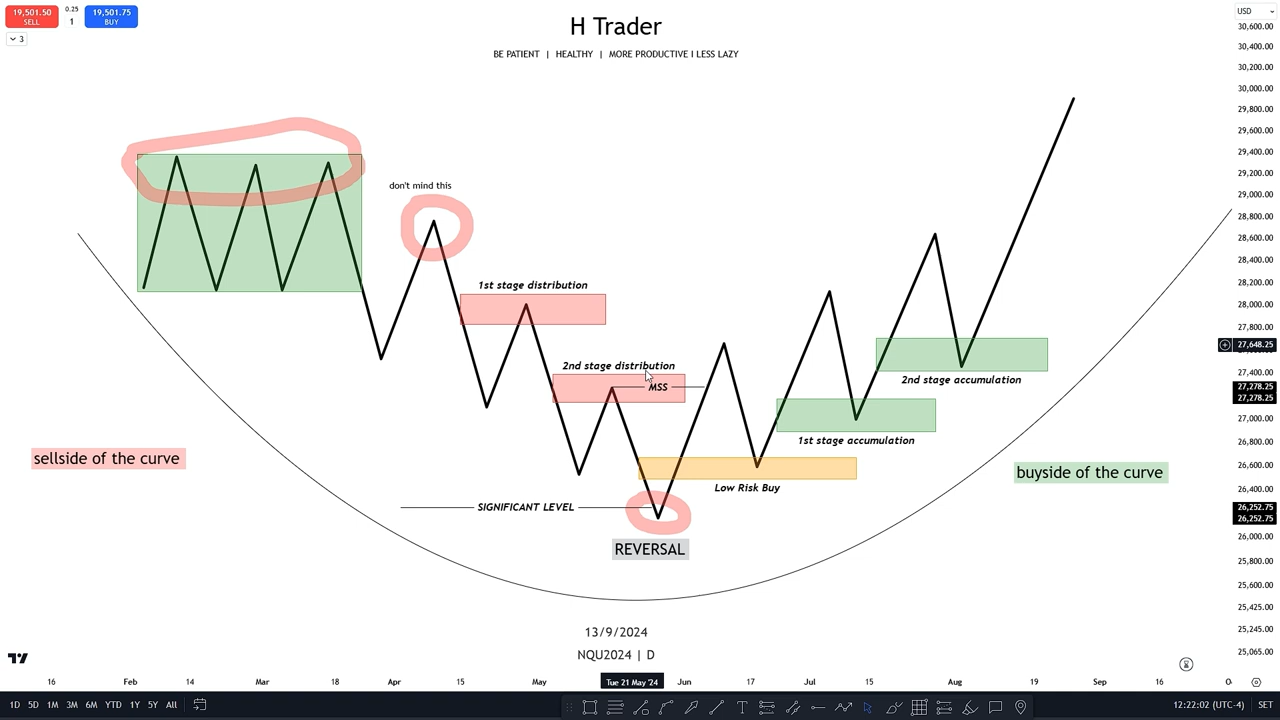 19,501.50
SELL
0.25
1
19,501.75
BUY
3
H Trader
BE PATIENT | HEALTHY | MORE PRODUCTIVE I LESS LAZY
USD
30,600.00
30,400.00
30,200.00
30,000.00
29,800.00
29,600.00
29,400.00
29,200.00
29,000.00
28,800.00
28,600.00
28,400.00
28,200.00
28,000.00
27,800.00
27,648.25
27,400.00
27,278.25
27,278.25
27,000.00
26,800.00
26,600.00
26,400.00
26,252.75
26,252.75
26,000.00
25,800.00
25,600.00
25,425.00
25,245.00
25,065.00
don't mind this
1st stage distribution
2nd stage distribution
MSS
2nd stage accumulation
1st stage accumulation
sellside of the curve
buyside of the curve
Low Risk Buy
SIGNIFICANT LEVEL
REVERSAL
13/9/2024
NQU2024 | D
16 Feb 14 Mar 18 Apr 15 May Tue 21 May '24 Jun 17 Jul 15 Aug 19 Sep 16
1D 5D 1M 3M 6M YTD 1Y 5Y All
12:22:02 (UTC-4) SET